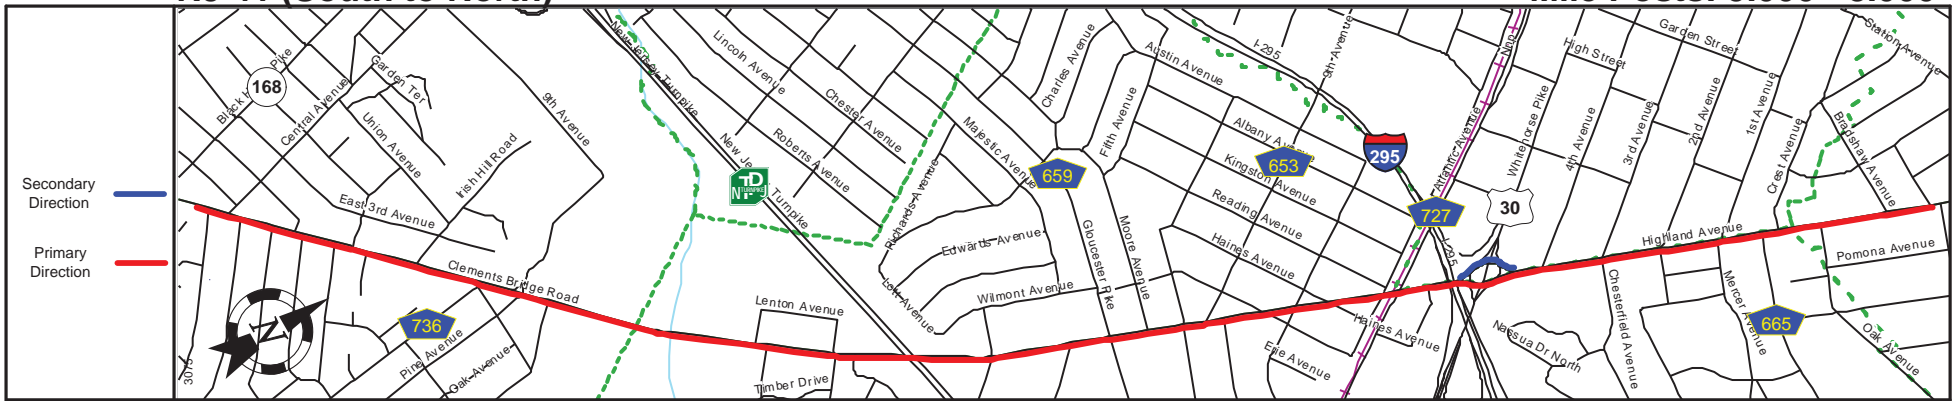 Secondary
Direction
Primary
Direction
168
Black
Pike
Central Avenue
Garden Ter
Union Avenue
Irish Hill Road
9th Avenue
East 3rd Avenue
Clements Bridge Road
736
Pine Avenue
Oak Avenue
3075
N
New Jersey Turnpike
New Je
Turnpike
Lincoln Avenue
Chester Avenue
Roberts Avenue
Richards Avenue
Majestic Avenue
Charles Avenue
Fifth Avenue
659
Edwards Avenue
Lott Avenue
Wilmont Avenue
Gloucester Pike
Moore Avenue
Lenton Avenue
Timber Drive
Austin Avenue
I-295
9th Avenue
Albany Avenue
653
Kingston Avenue
Reading Avenue
Haines Avenue
Haines Avenue
Erie Avenue
295
727
I-295
Atlantic Avenue
30
Whitehorse Pike
High Street
Garden Street
4th Avenue
3rd Avenue
2nd Avenue
1st Avenue
Crest Avenue
Bradshaw Avenue
Station Avenue
Highland Avenue
Pomona Avenue
Nassua Dr North
Chesterfield Avenue
Mercer Avenue
665
Oak Avenue